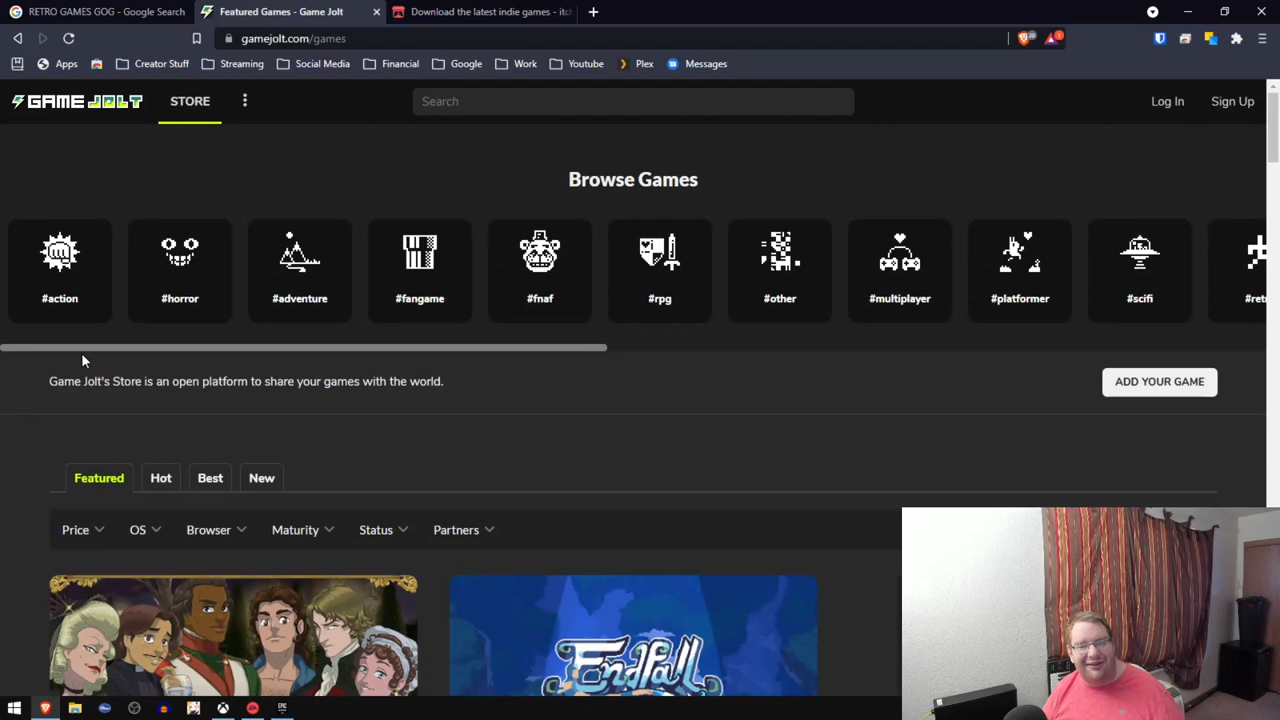 RETRO GAMES GOG - Google Search
Featured Games - Game Jolt
Download the latest indie games - itch
gamejolt.com/games
Apps
Creator Stuff
Streaming
Social Media
Financial
Google
Work
Youtube
Plex
Messages
GAME JOLT
STORE
Search
Log In
Sign Up
Browse Games
#action
#horror
#adventure
#fangame
#fnaf
#rpg
#other
#multiplayer
#platformer
#scifi
#ret
Game Jolt's Store is an open platform to share your games with the world.
ADD YOUR GAME
Featured
Hot
Best
New
Price
OS
Browser
Maturity
Status
Partners
Endfall